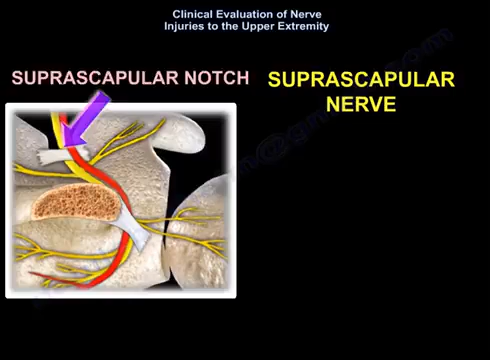 Clinical Evaluation of Nerve
Injuries to the Upper Extremity
SUPRASCAPULAR NOTCH
SUPRASCAPULAR
NERVE